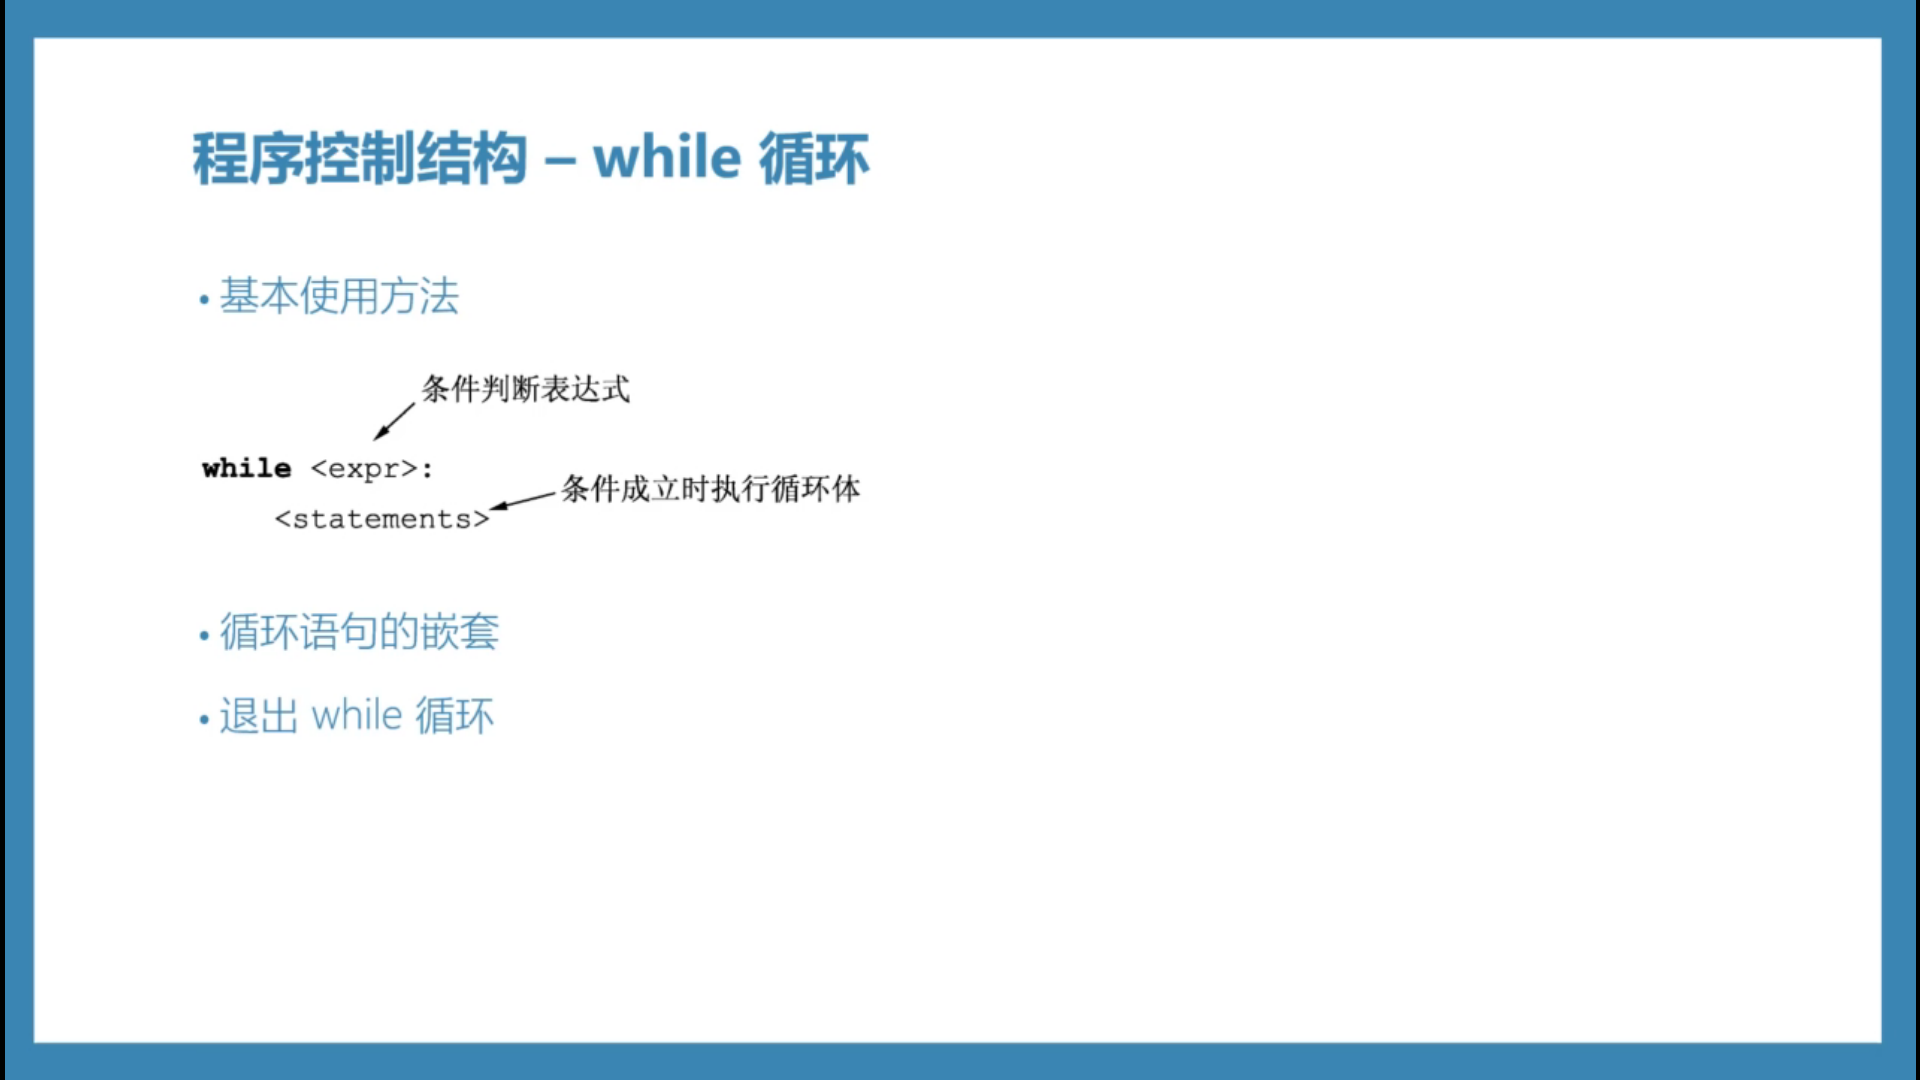 程序控制结构 – while 循环
• 基本使用方法
条件判断表达式
while <expr>:
条件成立时执行循环体
<statements>
• 循环语句的嵌套
• 退出 while 循环